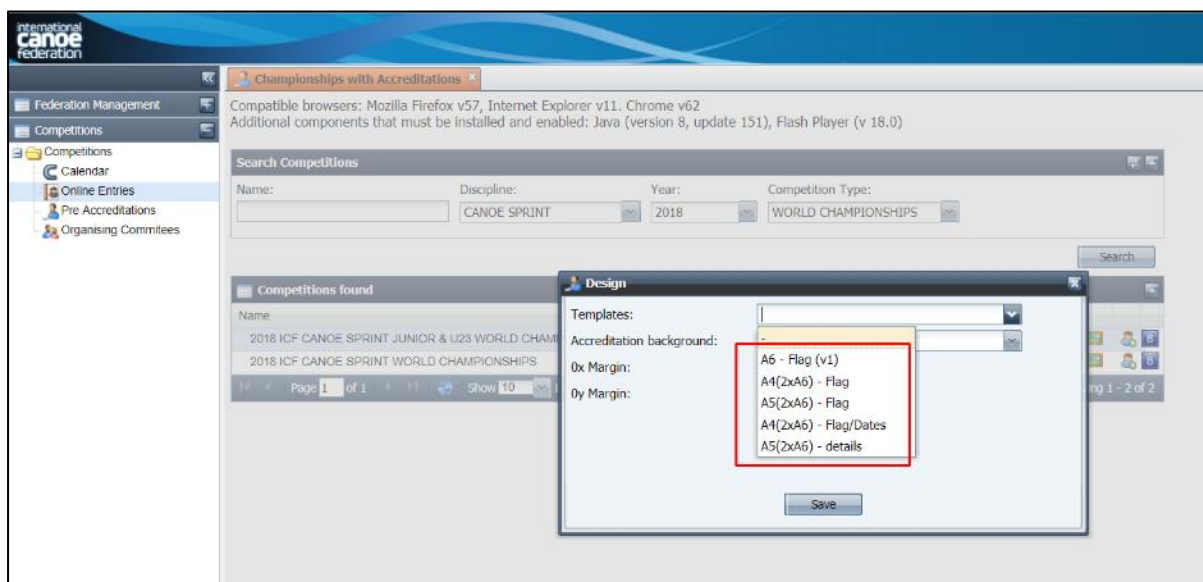 international
canoe
federation
Championships with Accreditations
Federation Management
Competitions
Competitions
Calendar
Online Entries
Pre Accreditations
Organising Commitees
Compatible browsers: Mozilla Firefox v57, Internet Explorer v11. Chrome v62
Additional components that must be installed and enabled: Java (version 8, update 151), Flash Player (v 18.0)
Search Competitions
Name: Discipline: Year: Competition Type:
CANOE SPRINT 2018 WORLD CHAMPIONSHIPS
Search
Competitions found
Name
2018 ICF CANOE SPRINT JUNIOR & U23 WORLD CHAM
2018 ICF CANOE SPRINT WORLD CHAMPIONSHIPS
Page 1 of 1 Show 10
ng 1 - 2 of 2
Design
Templates:
Accreditation background:
0x Margin:
0y Margin:
-
A6 - Flag (v1)
A4(2xA6) - Flag
A5(2xA6) - Flag
A4(2xA6) - Flag/Dates
A5(2xA6) - details
Save